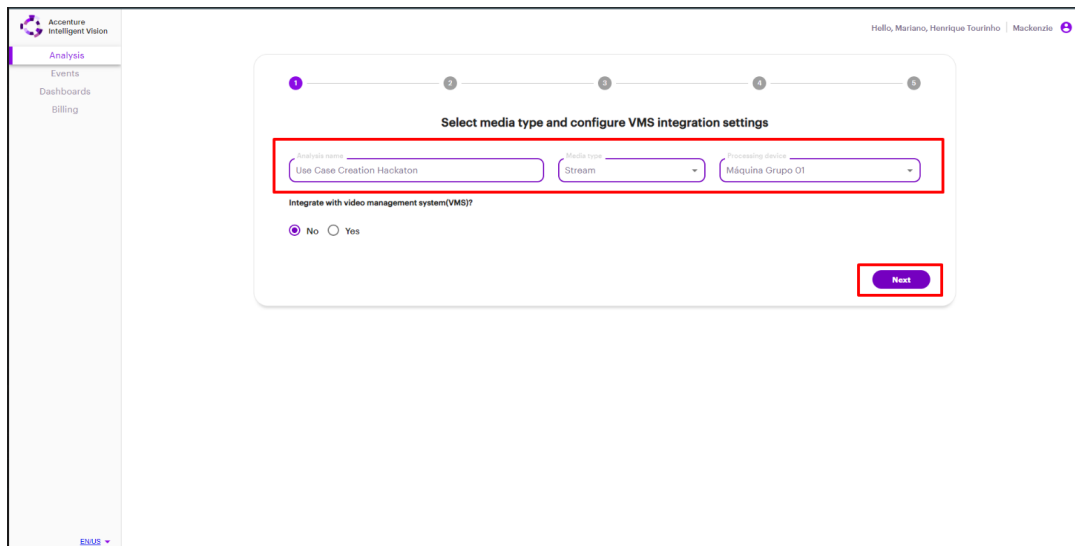 Accenture
Intelligent Vision
Hello, Mariano, Henrique Tourinho | Mackenzie
Analysis
Events
Dashboards
Billing
1
2
3
4
5
Select media type and configure VMS integration settings
Analysis name
Use Case Creation Hackaton
Media type
Stream
Processing device
Máquina Grupo 01
Integrate with video management system(VMS)?
No
Yes
Next
EN/US